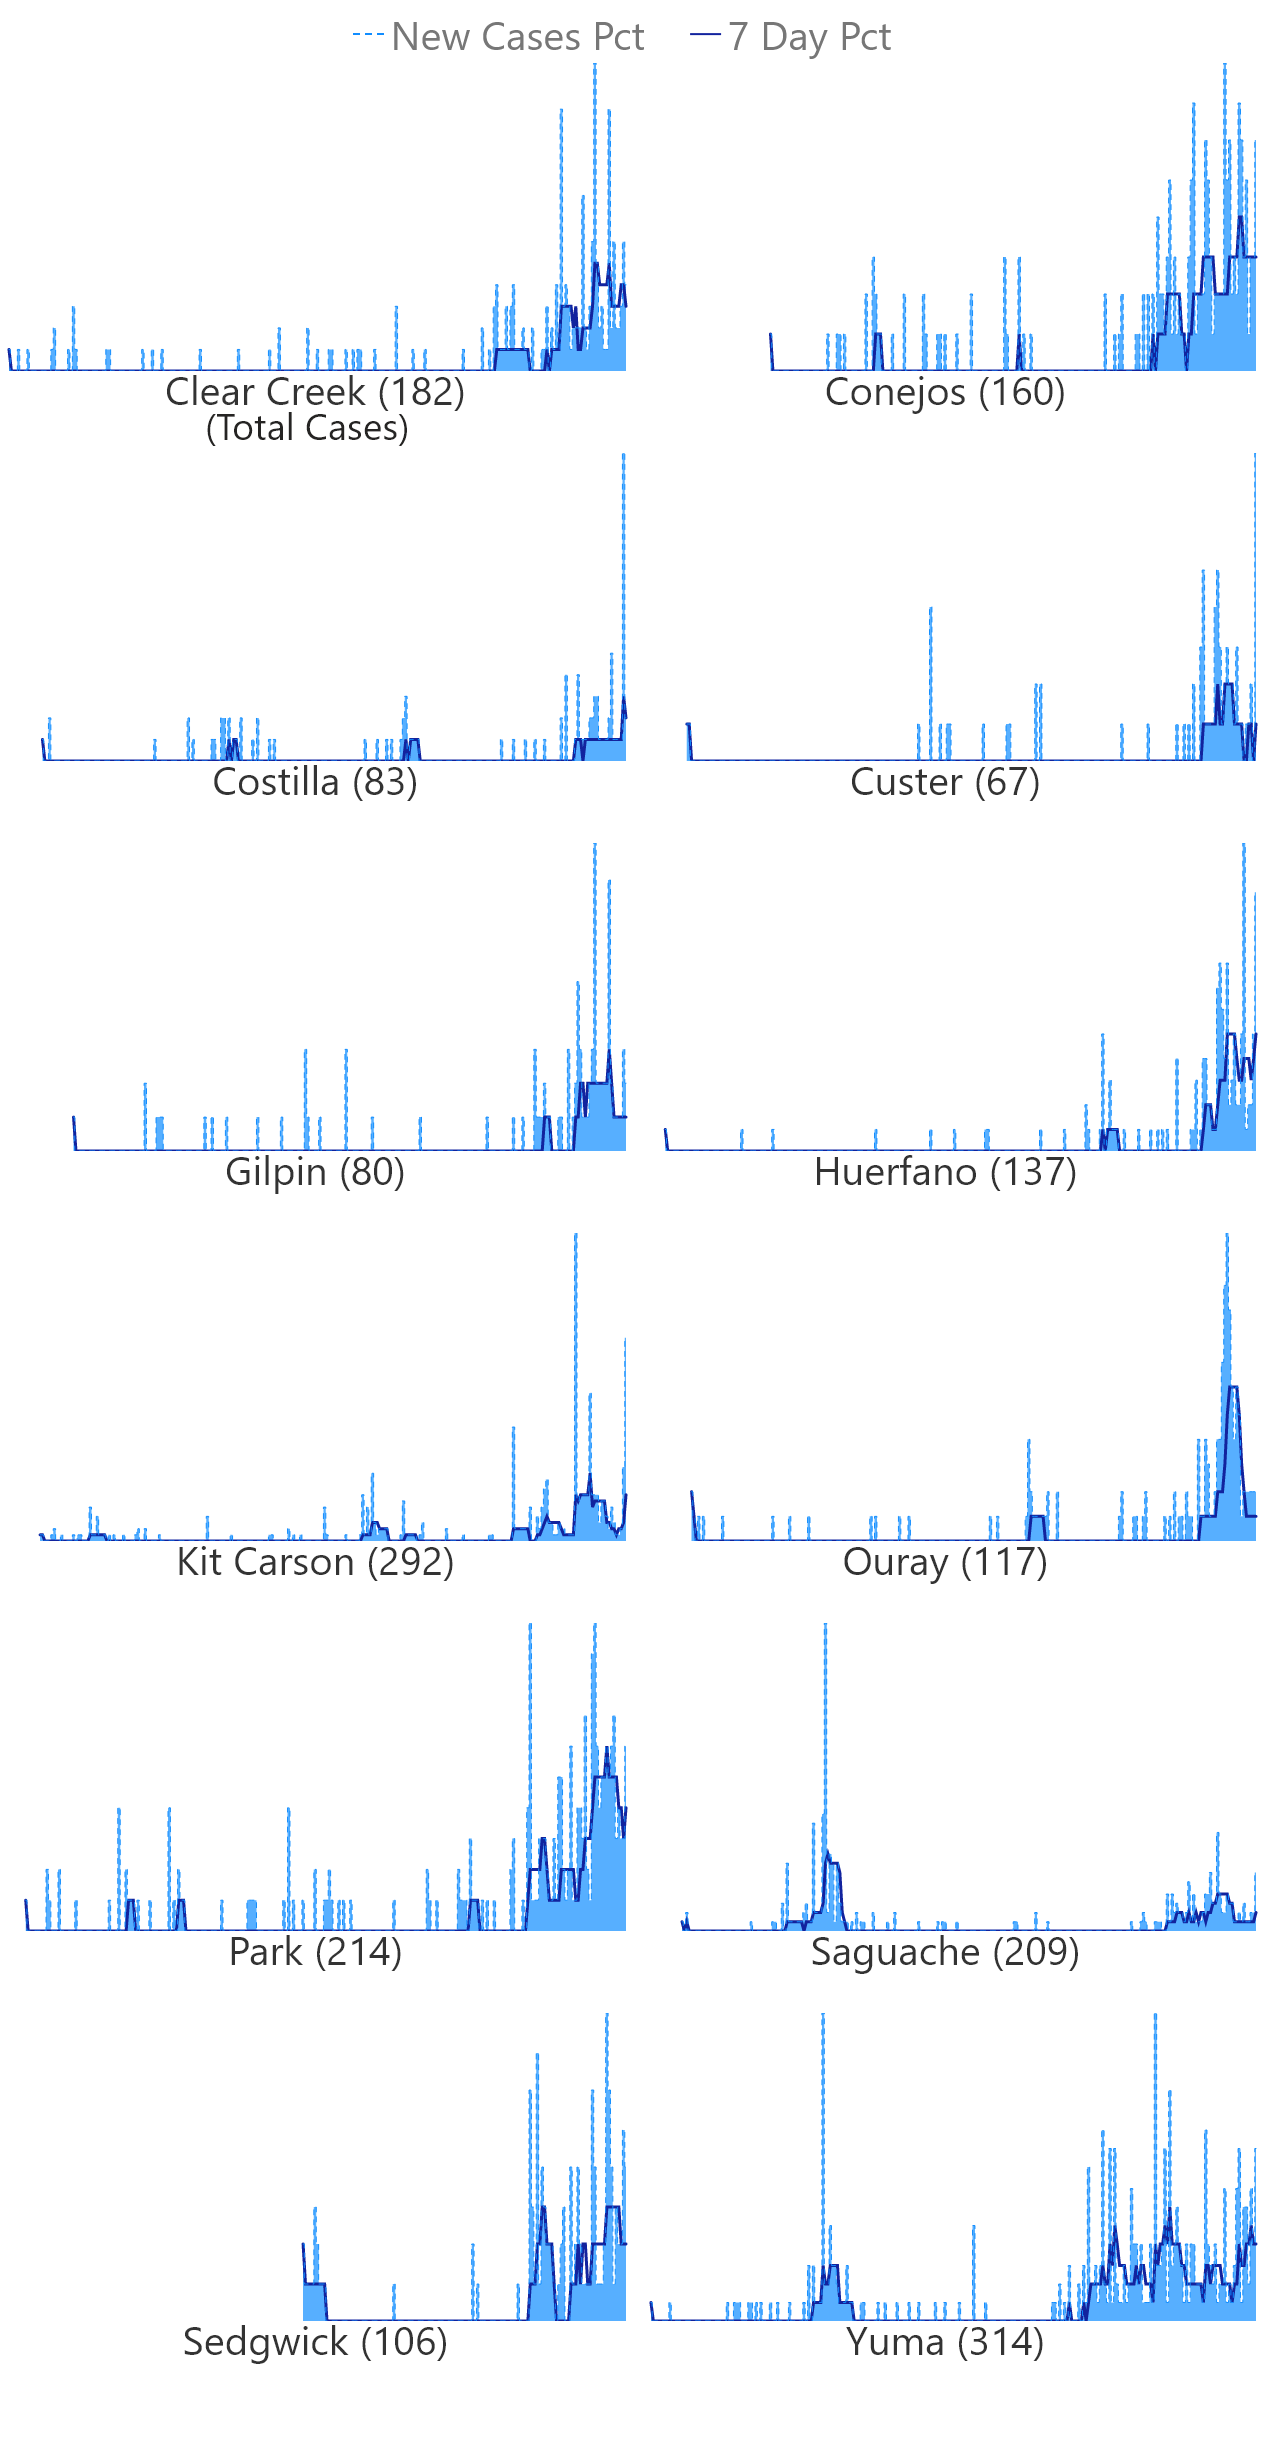 New Cases Pct 7 Day Pct
Clear Creek (182)
(Total Cases)
Conejos (160)
Costilla (83)
Custer (67)
Gilpin (80)
Huerfano (137)
Kit Carson (292)
Ouray (117)
Park (214)
Saguache (209)
Sedgwick (106)
Yuma (314)